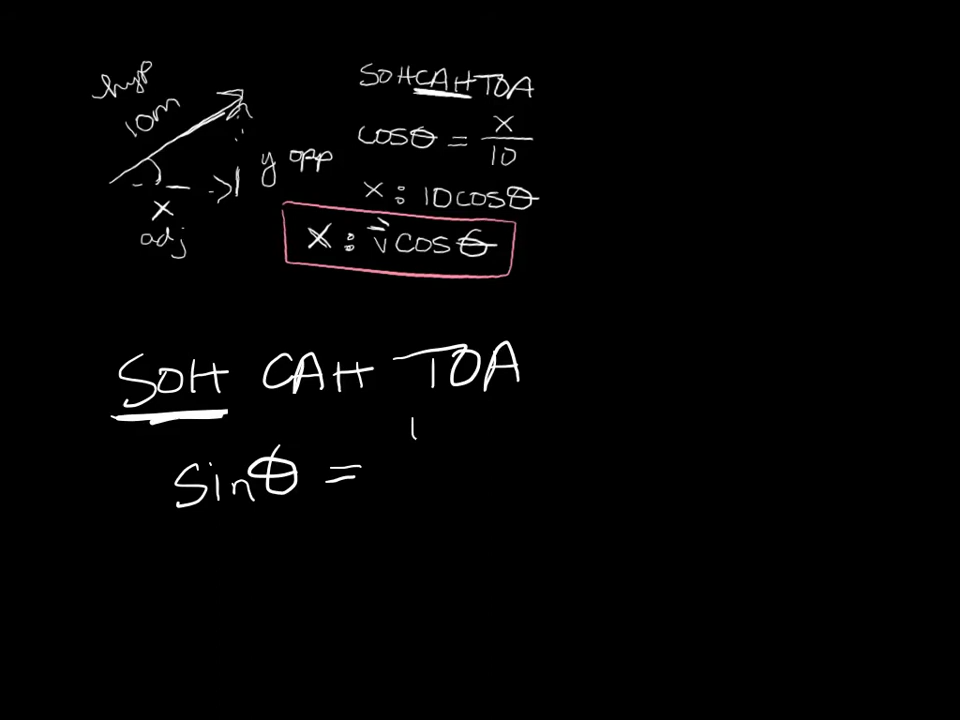 hyp
10m
y opp
x
adj
SOHCAHTOA
cosθ = x/10
x : 10cosθ
x : v⃗ cosθ
SOH CAH TOA
sinθ =